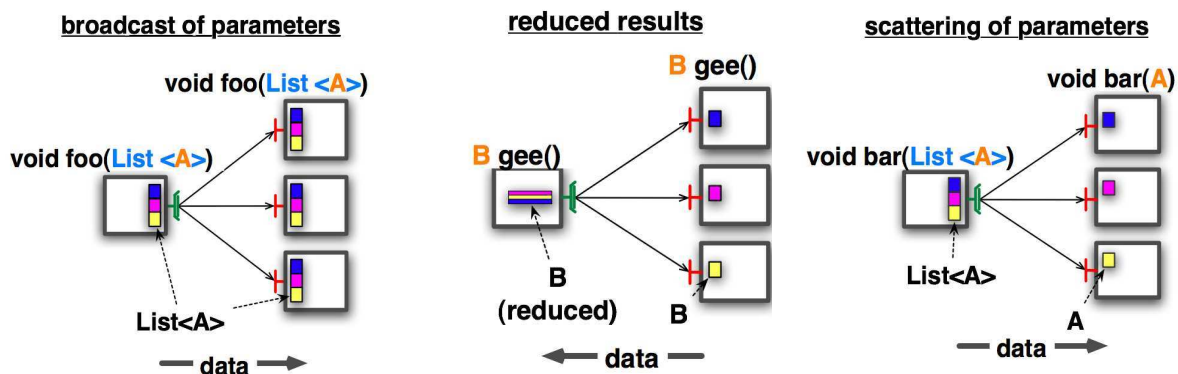 broadcast of parameters
void foo(List <A>)
void foo(List <A>)
List<A>
data
reduced results
B gee()
B gee()
B
(reduced)
B
data
scattering of parameters
void bar(A)
void bar(List <A>)
List<A>
A
data